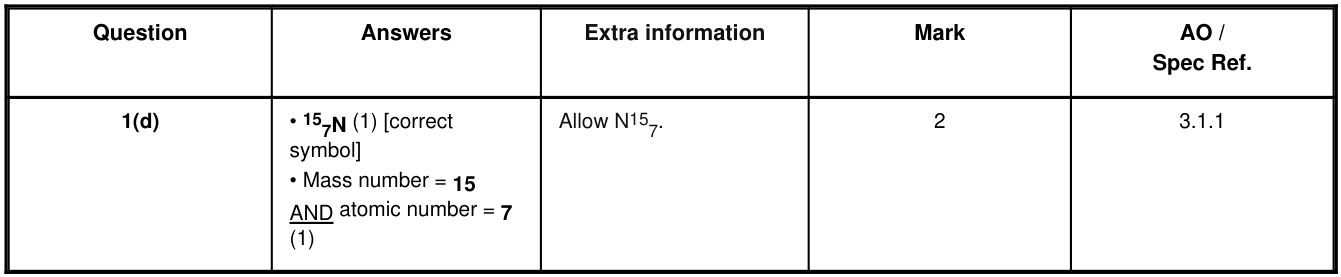 Question Answers Extra information Mark AO /
Spec Ref.
1(d) • ¹⁵₇N (1) [correct Allow N¹⁵₇. 2 3.1.1
symbol]
• Mass number = 15
AND atomic number = 7
(1)